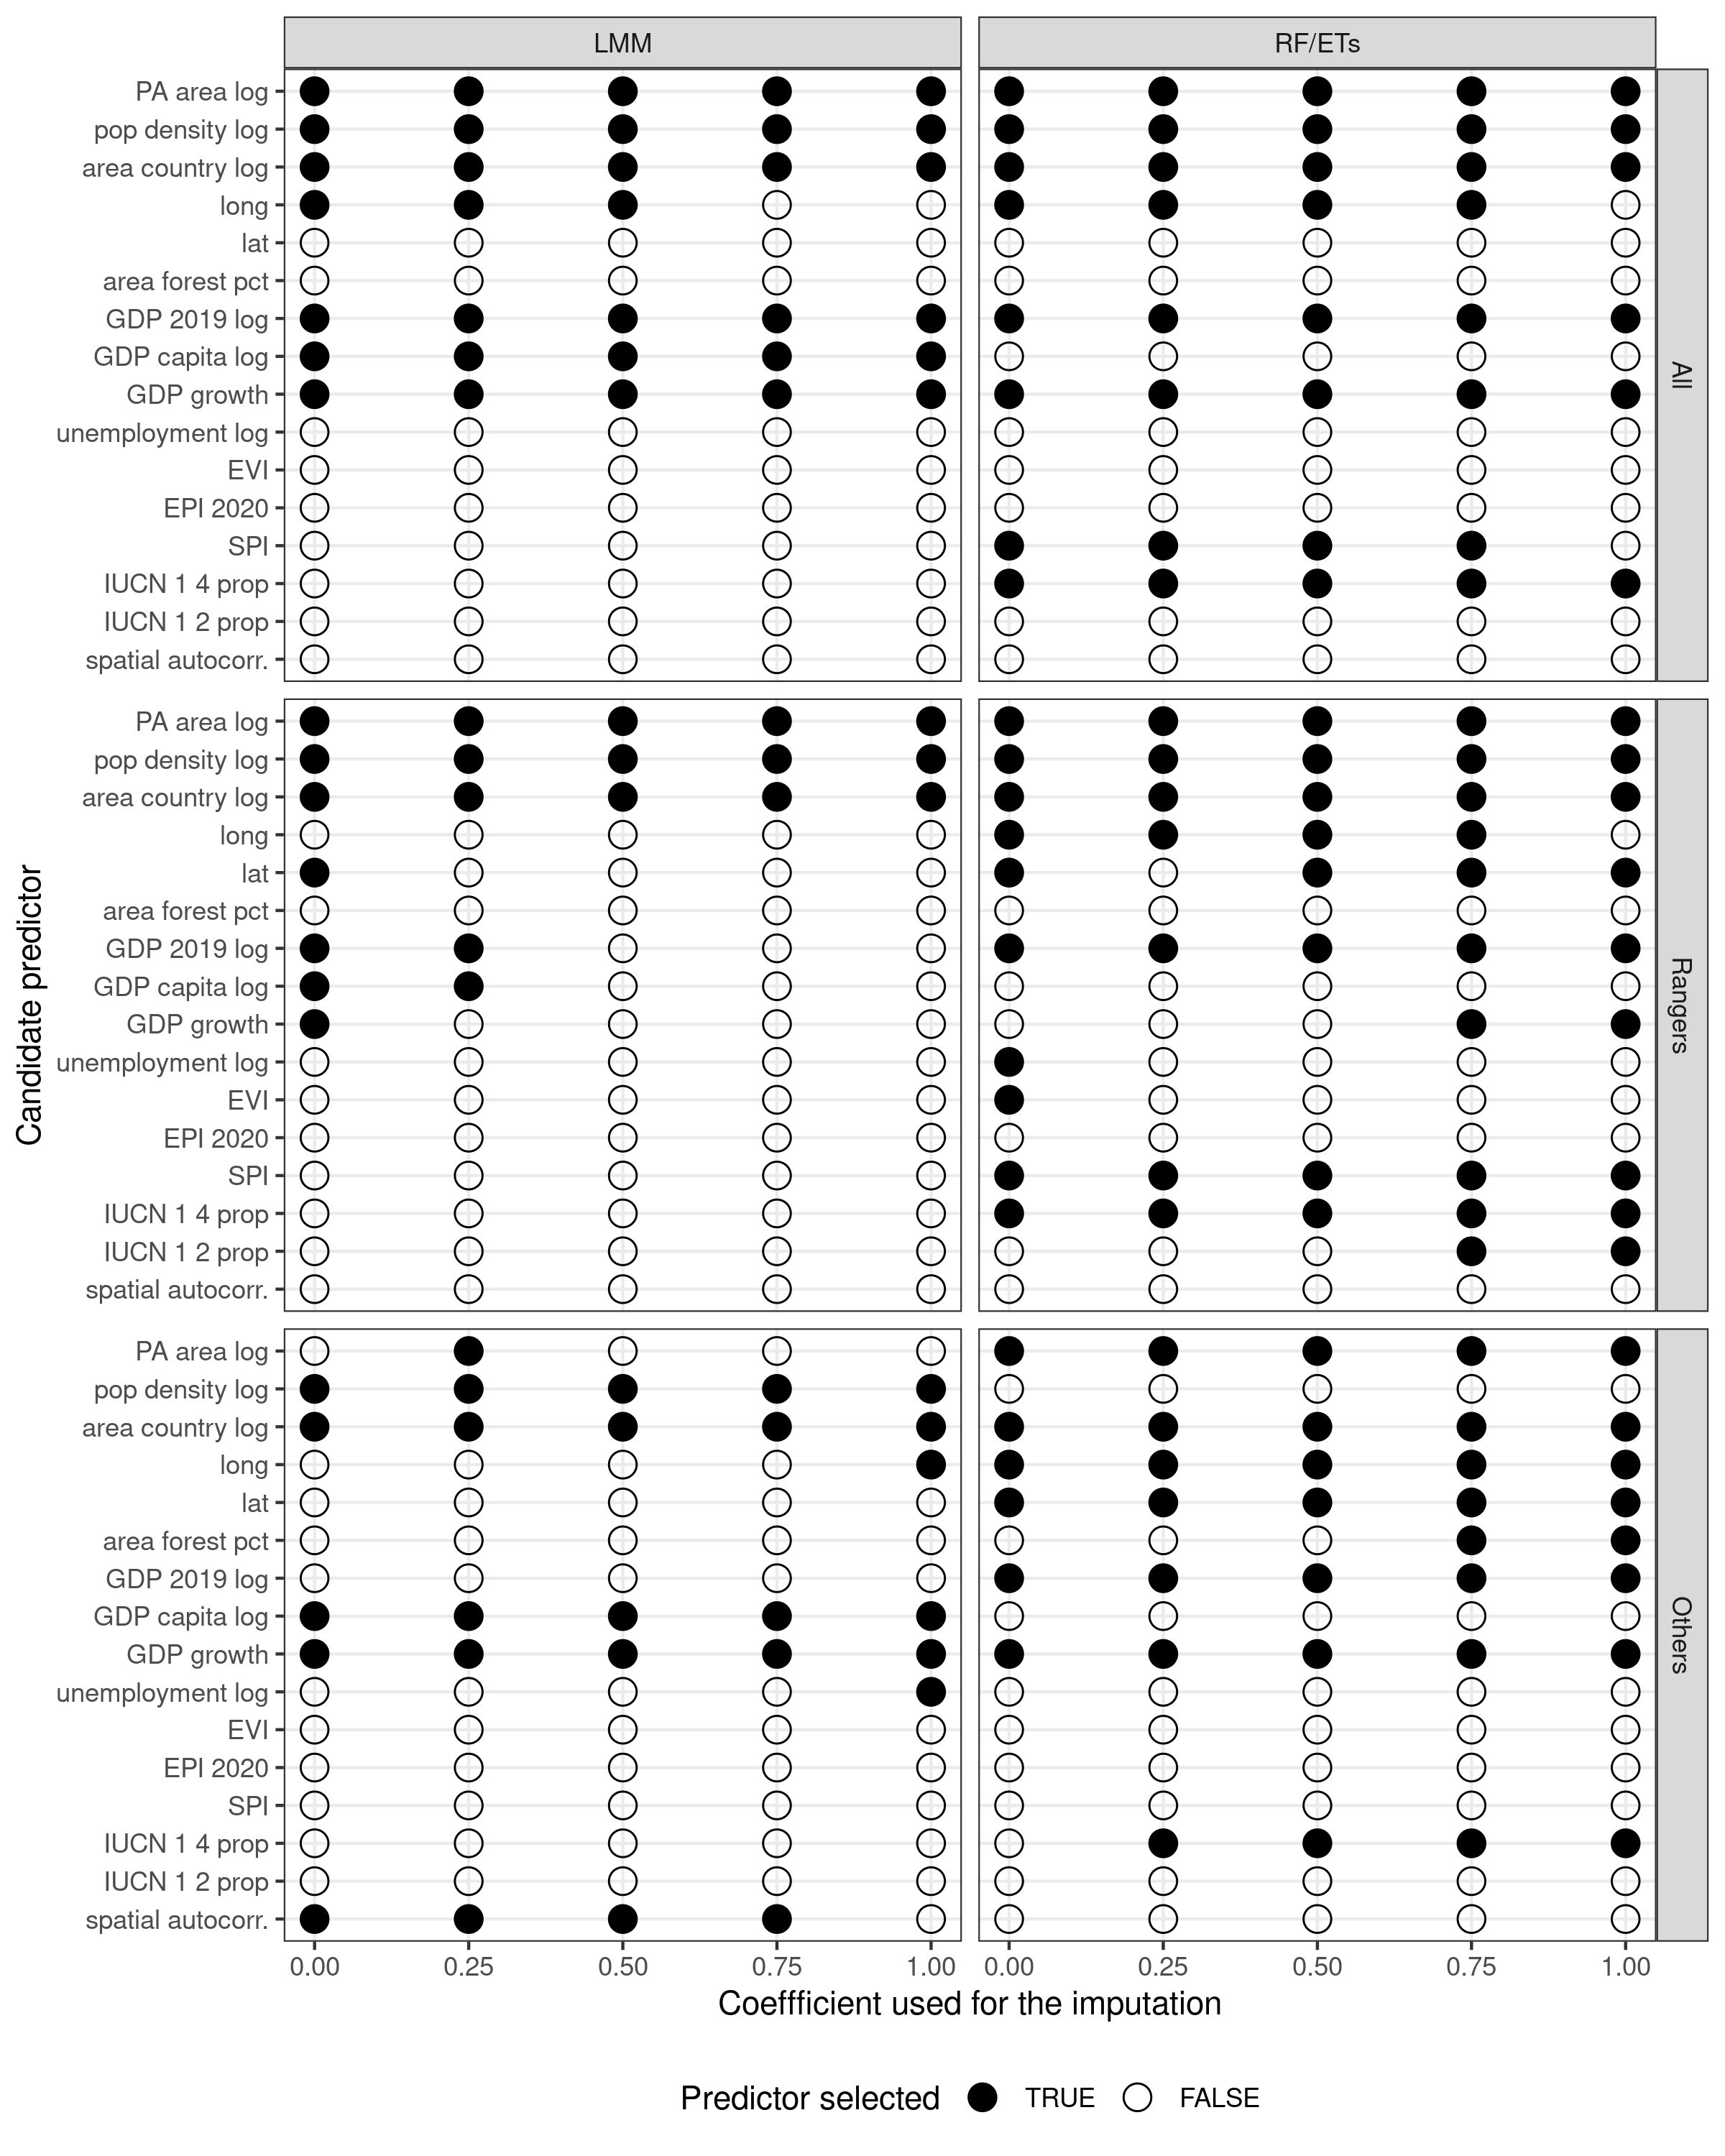 LMM
RF/ETs
PA area log
pop density log
area country log
long
lat
area forest pct
GDP 2019 log
GDP capita log
GDP growth
unemployment log
EVI
EPI 2020
SPI
IUCN 1 4 prop
IUCN 1 2 prop
spatial autocorr.
All
PA area log
pop density log
area country log
long
lat
area forest pct
GDP 2019 log
GDP capita log
GDP growth
unemployment log
EVI
EPI 2020
SPI
IUCN 1 4 prop
IUCN 1 2 prop
spatial autocorr.
Rangers
Candidate predictor
PA area log
pop density log
area country log
long
lat
area forest pct
GDP 2019 log
GDP capita log
GDP growth
unemployment log
EVI
EPI 2020
SPI
IUCN 1 4 prop
IUCN 1 2 prop
spatial autocorr.
Others
0.00 0.25 0.50 0.75 1.00
0.00 0.25 0.50 0.75 1.00
Coeffficient used for the imputation
Predictor selected TRUE FALSE